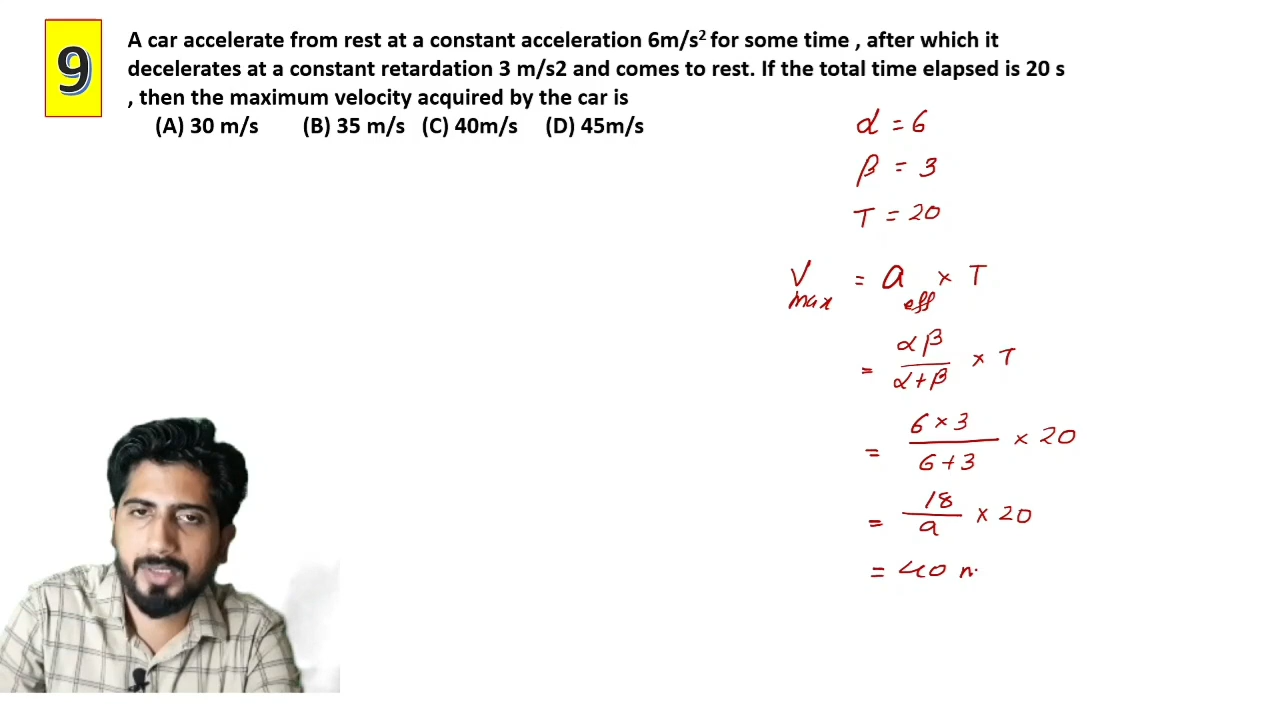 9
A car accelerate from rest at a constant acceleration 6m/s² for some time , after which it
decelerates at a constant retardation 3 m/s2 and comes to rest. If the total time elapsed is 20 s
, then the maximum velocity acquired by the car is
(A) 30 m/s (B) 35 m/s (C) 40m/s (D) 45m/s
α = 6
β = 3
T = 20
V max = a eff × T
= αβ / α+β × T
= 6 × 3 / 6+3 × 20
= 18 / 9 × 20
= 40 m